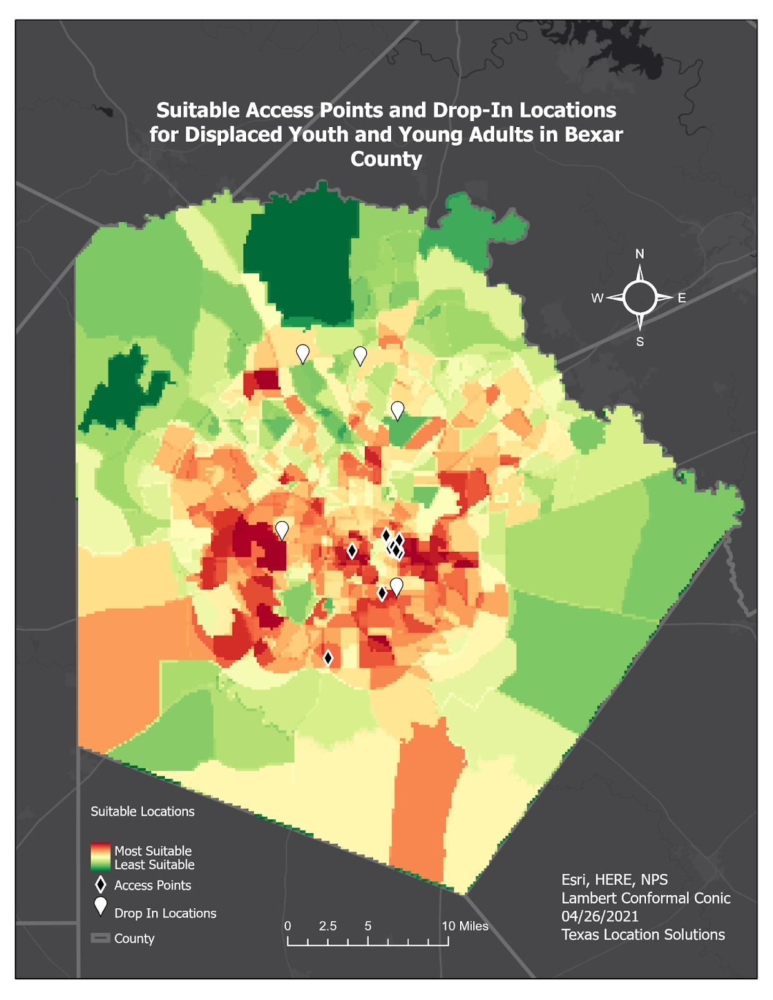 Suitable Access Points and Drop-In Locations
for Displaced Youth and Young Adults in Bexar
County
N
W E
S
Suitable Locations
Most Suitable
Least Suitable
Access Points
Drop In Locations
County
0 2.5 5 10 Miles
Esri, HERE, NPS
Lambert Conformal Conic
04/26/2021
Texas Location Solutions